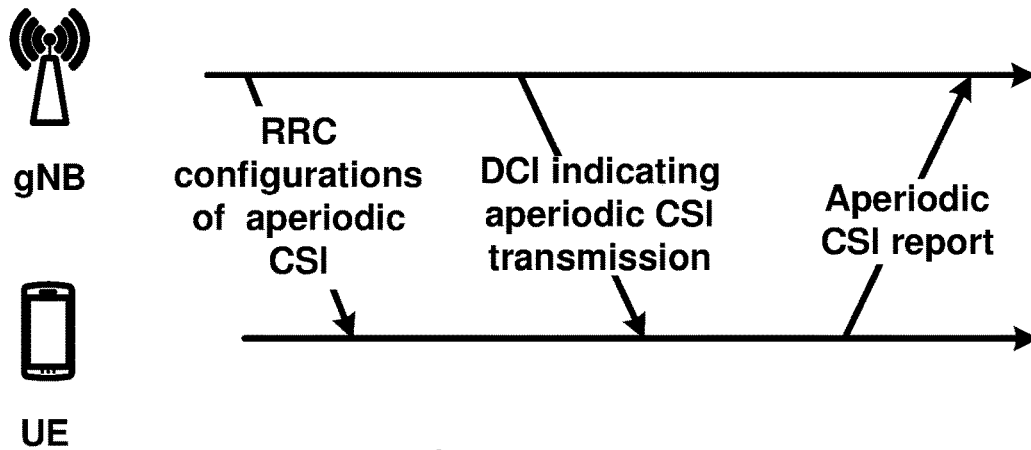 gNB
RRC
configurations
of aperiodic
CSI
DCI indicating
aperiodic CSI
transmission
Aperiodic
CSI report
UE